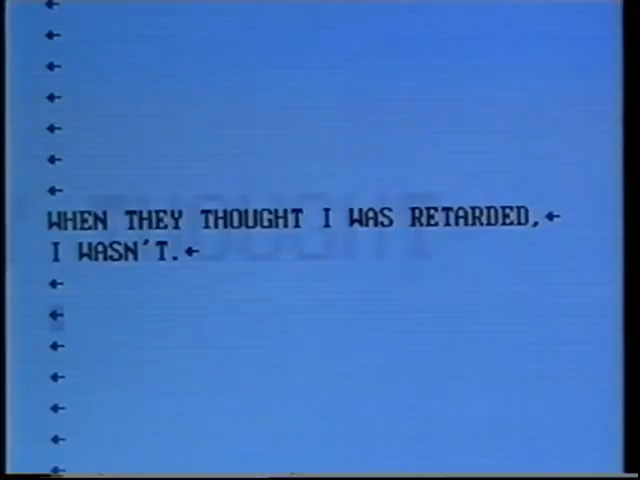 WHEN THEY THOUGHT I WAS RETARDED,←
I WASN'T.←